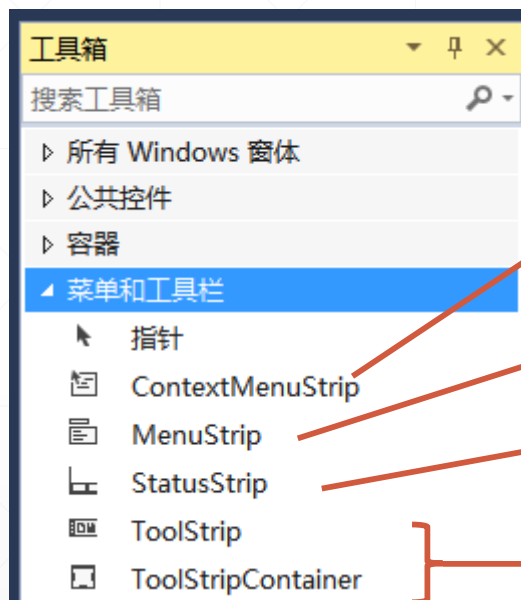 工具箱
搜索工具箱
所有 Windows 窗体
公共控件
容器
菜单和工具栏
指针
ContextMenuStrip
MenuStrip
StatusStrip
ToolStrip
ToolStripContainer